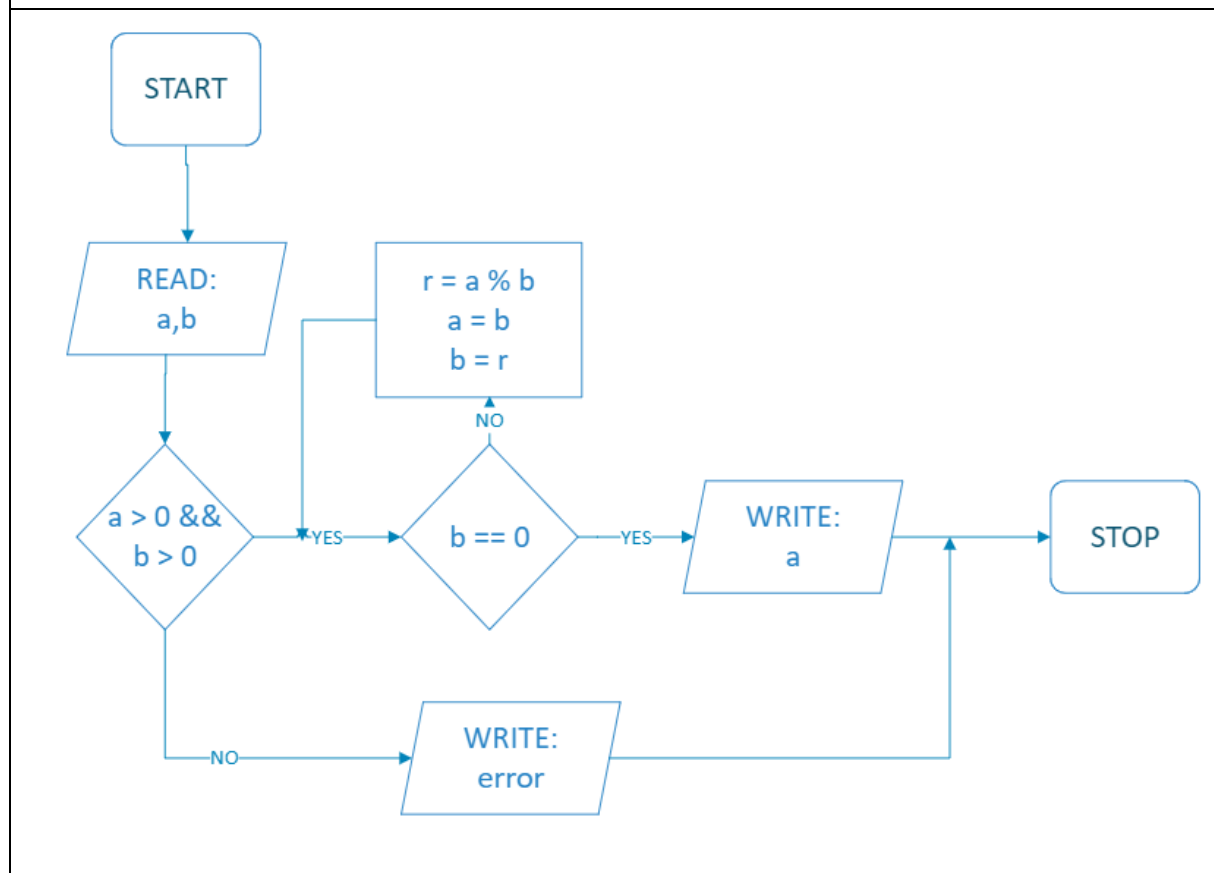 START
READ:
a,b
r = a % b
a = b
b = r
NO
a > 0 &&
b > 0
YES
b == 0
YES
WRITE:
a
STOP
NO
WRITE:
error